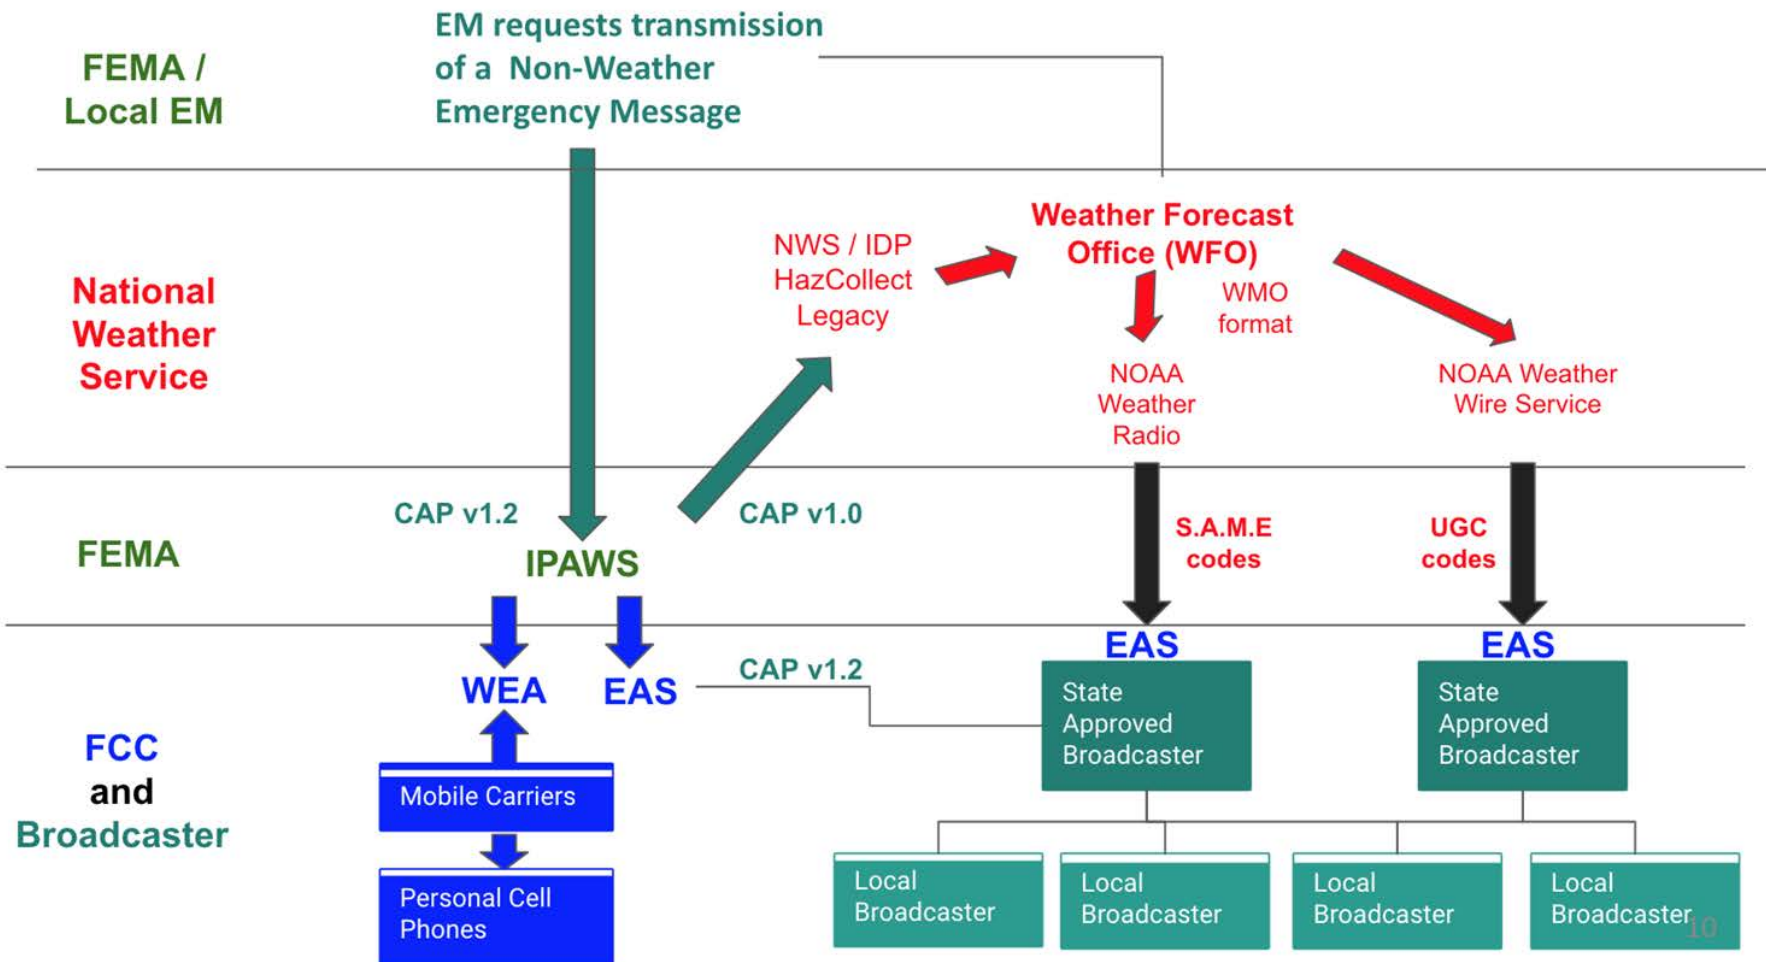 EM requests transmission
of a Non-Weather
Emergency Message
FEMA /
Local EM
National
Weather
Service
NWS / IDP
HazCollect
Legacy
Weather Forecast
Office (WFO)
WMO
format
NOAA
Weather
Radio
NOAA Weather
Wire Service
FEMA
CAP v1.2
CAP v1.0
IPAWS
S.A.M.E
codes
UGC
codes
FCC
and
Broadcaster
WEA
EAS
CAP v1.2
EAS
EAS
State
Approved
Broadcaster
State
Approved
Broadcaster
Mobile Carriers
Personal Cell
Phones
Local
Broadcaster
Local
Broadcaster
Local
Broadcaster
Local
Broadcaster
10